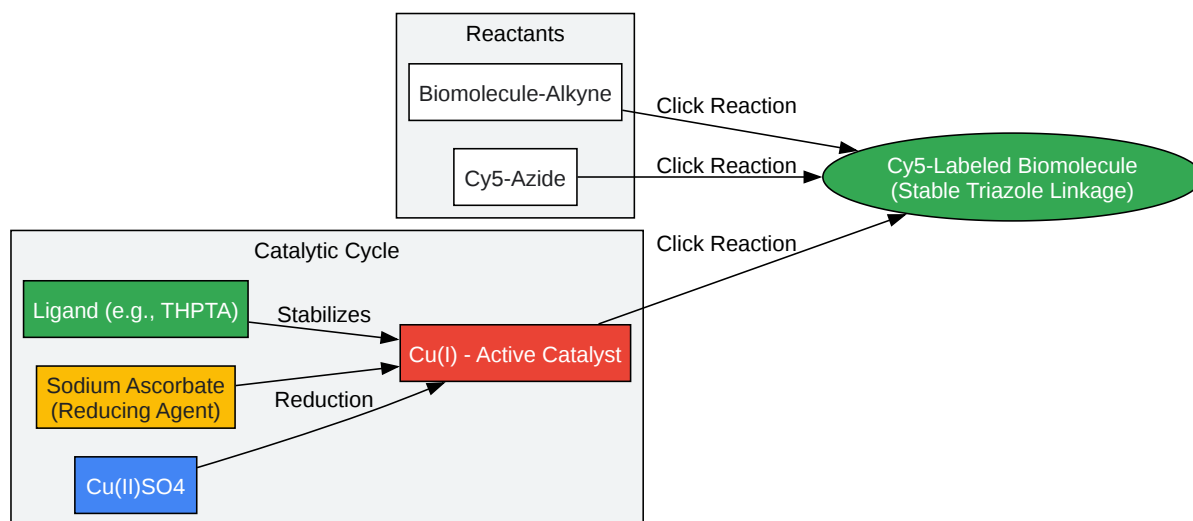 Reactants
Biomolecule-Alkyne
Click Reaction
Cy5-Azide
Click Reaction
Cy5-Labeled Biomolecule
(Stable Triazole Linkage)
Catalytic Cycle
Click Reaction
Ligand (e.g., THPTA)
Stabilizes
Cu(I) - Active Catalyst
Sodium Ascorbate
(Reducing Agent)
Reduction
Cu(II)SO4